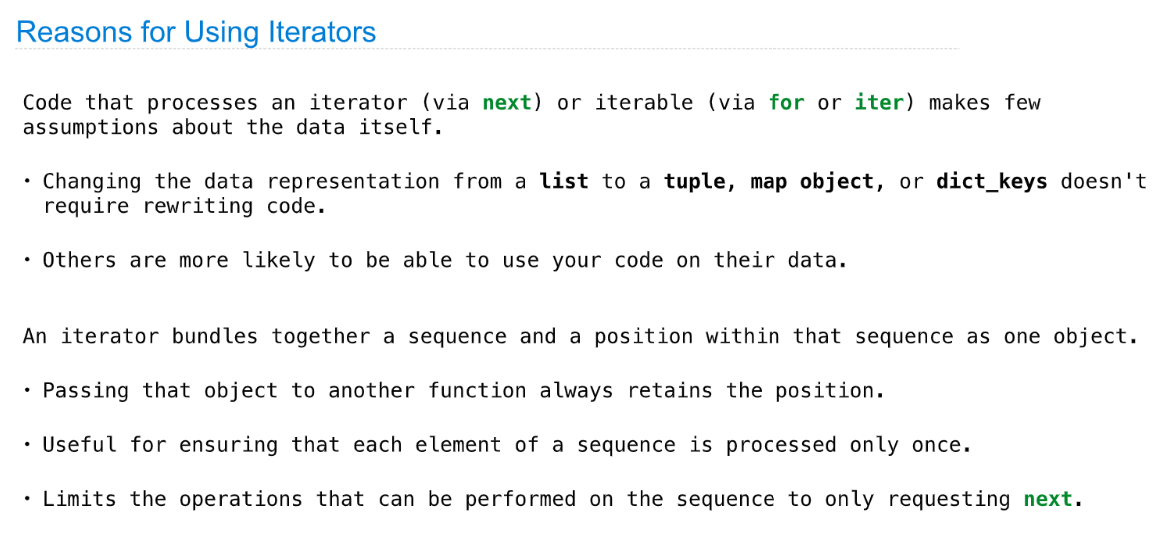 Reasons for Using Iterators
Code that processes an iterator (via next) or iterable (via for or iter) makes few
assumptions about the data itself.
• Changing the data representation from a list to a tuple, map object, or dict_keys doesn't
require rewriting code.
• Others are more likely to be able to use your code on their data.
An iterator bundles together a sequence and a position within that sequence as one object.
• Passing that object to another function always retains the position.
• Useful for ensuring that each element of a sequence is processed only once.
• Limits the operations that can be performed on the sequence to only requesting next.